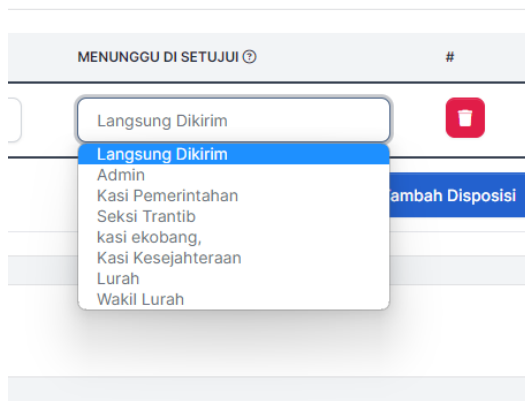 MENUNGGU DI SETUJUI ?
#
Langsung Dikirim
Langsung Dikirim
Admin
Kasi Pemerintahan
Seksi Trantib
kasi ekobang,
Kasi Kesejahteraan
Lurah
Wakil Lurah
ambah Disposisi